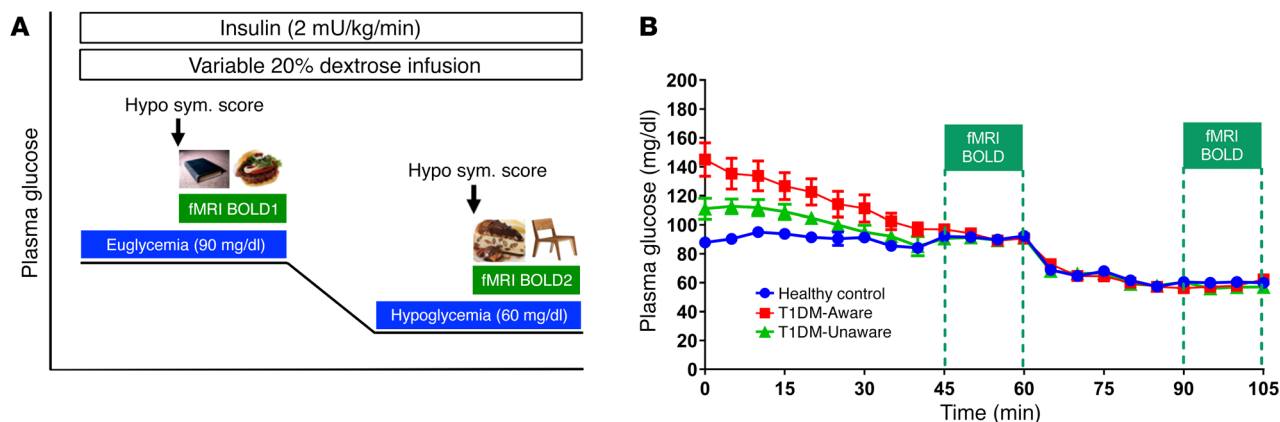 A
Insulin (2 mU/kg/min)
Variable 20% dextrose infusion
Hypo sym. score
Hypo sym. score
fMRI BOLD1
Euglycemia (90 mg/dl)
fMRI BOLD2
Hypoglycemia (60 mg/dl)
Plasma glucose
B
200
180
160
140
120
100
80
60
40
20
0
Plasma glucose (mg/dl)
fMRI
BOLD
fMRI
BOLD
Healthy control
T1DM-Aware
T1DM-Unaware
0 15 30 45 60 75 90 105
Time (min)